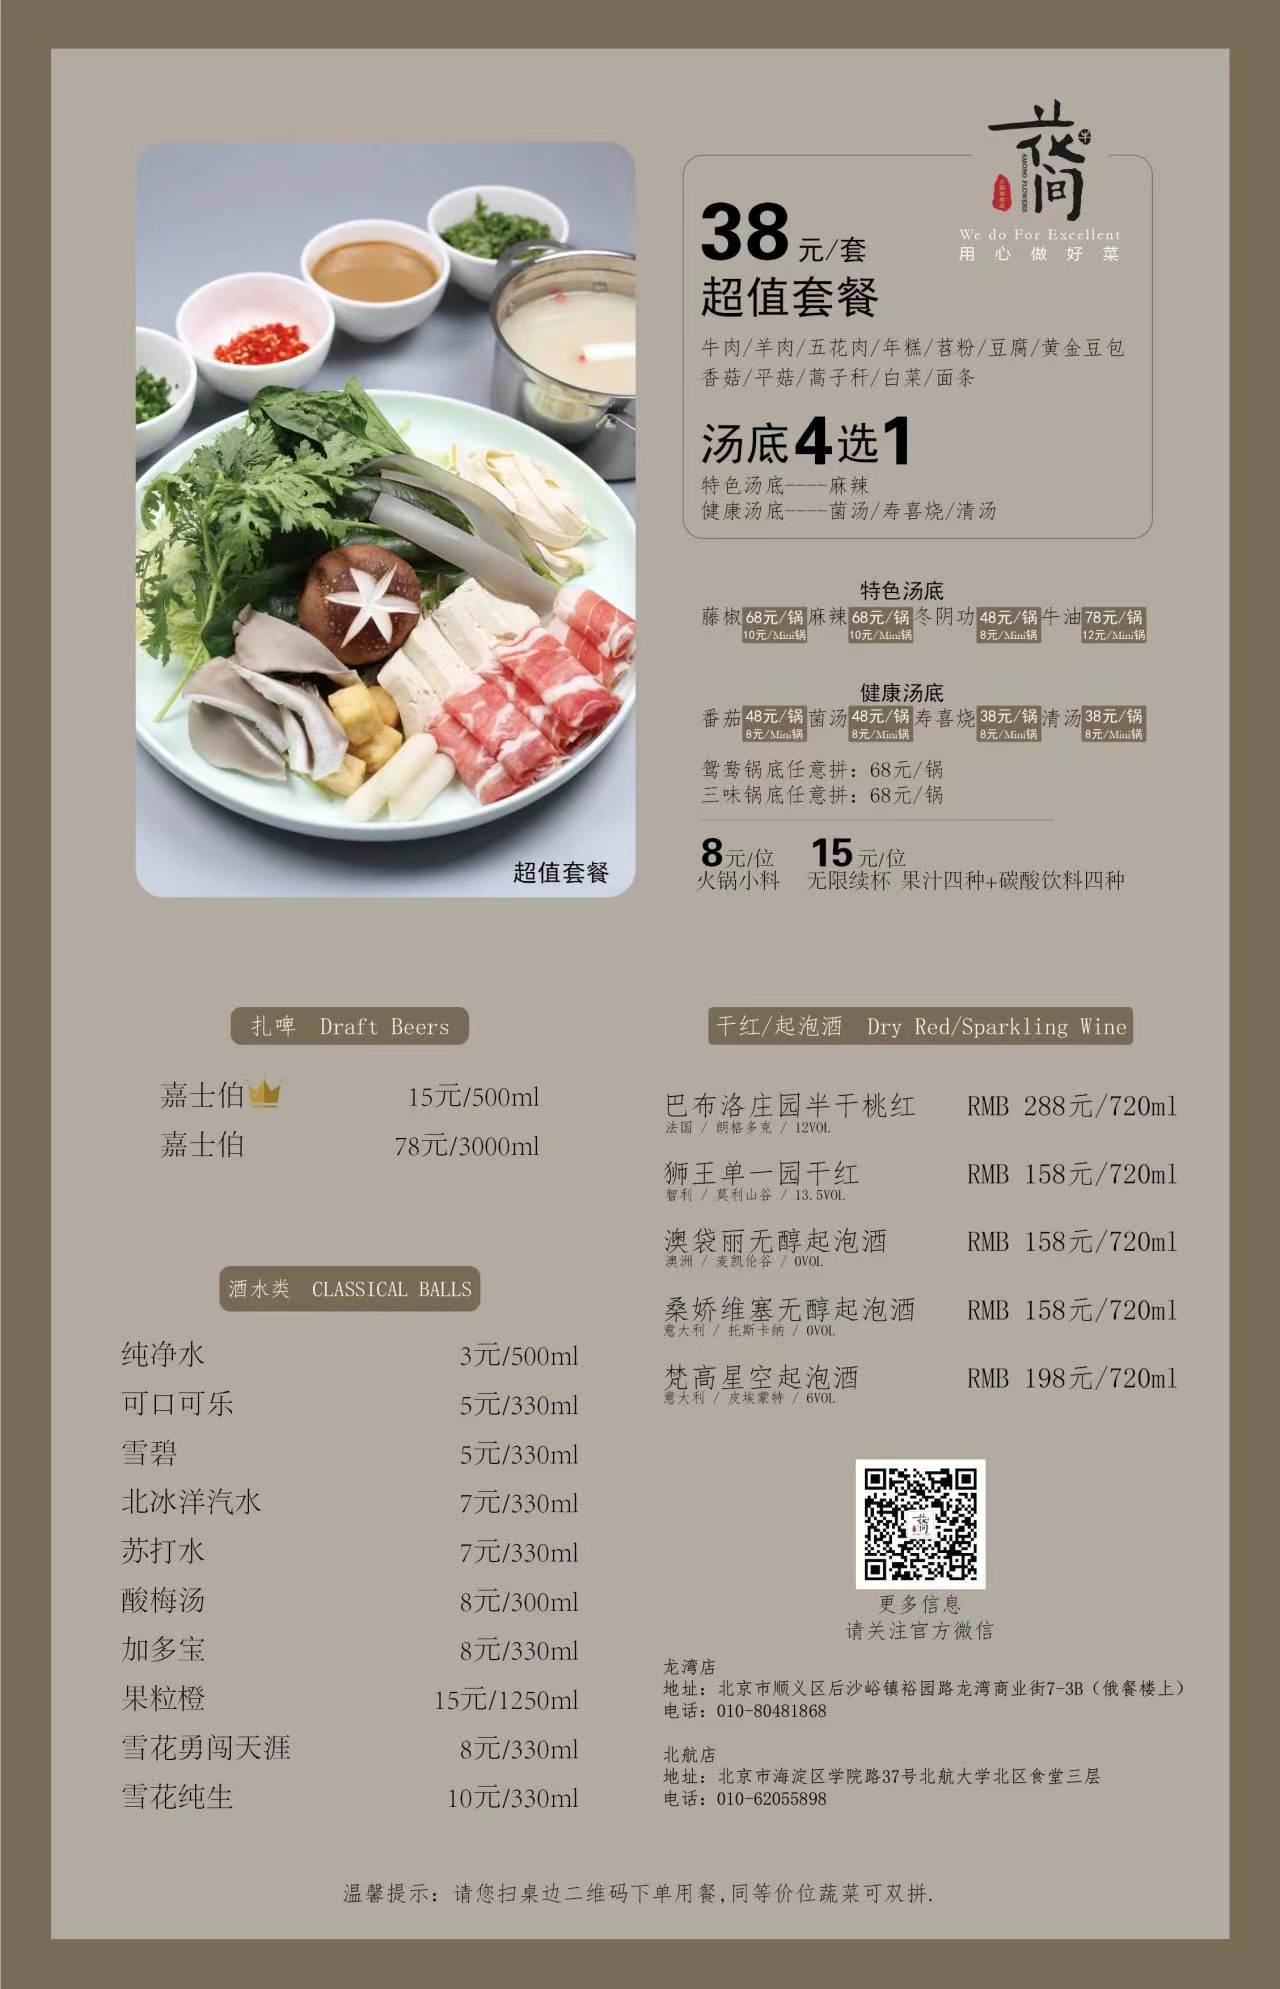 花间
AMONG FLOWERS
We do For Excellent
用心做好菜
38元/套
超值套餐
牛肉/羊肉/五花肉/年糕/苕粉/豆腐/黄金豆包
香菇/平菇/蒿子秆/白菜/面条
汤底4选1
特色汤底----麻辣
健康汤底----菌汤/寿喜烧/清汤
超值套餐
特色汤底
藤椒 68元/锅 麻辣 68元/锅 冬阴功 48元/锅 牛油 78元/锅
10元/Mini锅 10元/Mini锅 8元/Mini锅 12元/Mini锅
健康汤底
番茄 48元/锅 菌汤 48元/锅 寿喜烧 38元/锅 清汤 38元/锅
8元/Mini锅 8元/Mini锅 8元/Mini锅 8元/Mini锅
鸳鸯锅底任意拼：68元/锅
三味锅底任意拼：68元/锅
8元/位 15元/位
火锅小料 无限续杯 果汁四种+碳酸饮料四种
扎啤 Draft Beers
嘉士伯 15元/500ml
嘉士伯 78元/3000ml
酒水类 CLASSICAL BALLS
纯净水 3元/500ml
可口可乐 5元/330ml
雪碧 5元/330ml
北冰洋汽水 7元/330ml
苏打水 7元/330ml
酸梅汤 8元/300ml
加多宝 8元/330ml
果粒橙 15元/1250ml
雪花勇闯天涯 8元/330ml
雪花纯生 10元/330ml
干红/起泡酒 Dry Red/Sparkling Wine
巴布洛庄园半干桃红 RMB 288元/720ml
法国 / 朗格多克 / 12VOL
狮王单一园干红 RMB 158元/720ml
智利 / 莫利山谷 / 13.5VOL
澳袋丽无醇起泡酒 RMB 158元/720ml
澳洲 / 麦凯伦谷 / 0VOL
桑娇维塞无醇起泡酒 RMB 158元/720ml
意大利 / 托斯卡纳 / 0VOL
梵高星空起泡酒 RMB 198元/720ml
意大利 / 皮埃蒙特 / 6VOL
更多信息
请关注官方微信
龙湾店
地址：北京市顺义区后沙峪镇裕园路龙湾商业街7-3B（俄餐楼上）
电话：010-80481868
北航店
地址：北京市海淀区学院路37号北航大学北区食堂三层
电话：010-62055898
温馨提示：请您扫桌边二维码下单用餐,同等价位蔬菜可双拼.